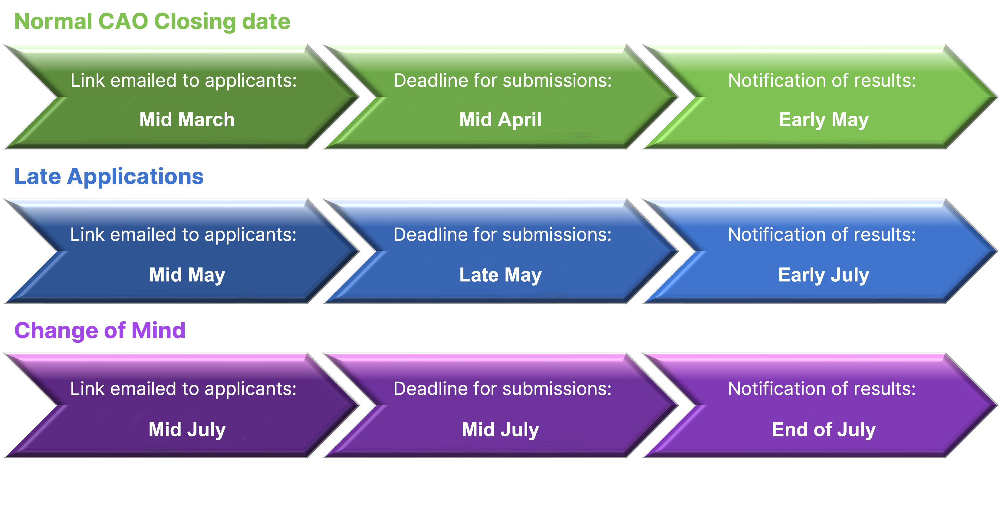 Normal CAO Closing date
Link emailed to applicants:
Mid March
Deadline for submissions:
Mid April
Notification of results:
Early May
Late Applications
Link emailed to applicants:
Mid May
Deadline for submissions:
Late May
Notification of results:
Early July
Change of Mind
Link emailed to applicants:
Mid July
Deadline for submissions:
Mid July
Notification of results:
End of July